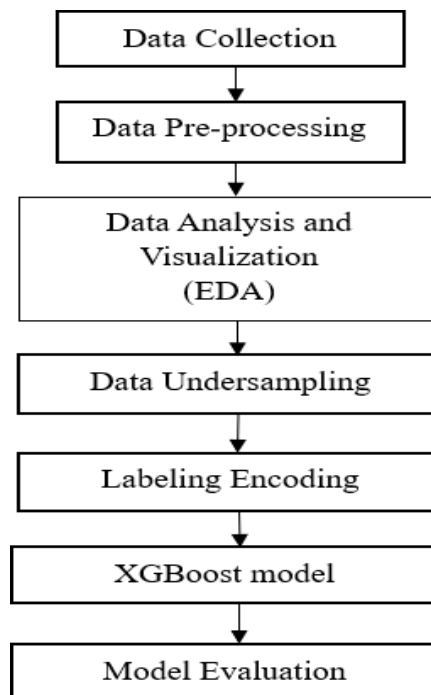 Data Collection
Data Pre-processing
Data Analysis and
Visualization
(EDA)
Data Undersampling
Labeling Encoding
XGBoost model
Model Evaluation